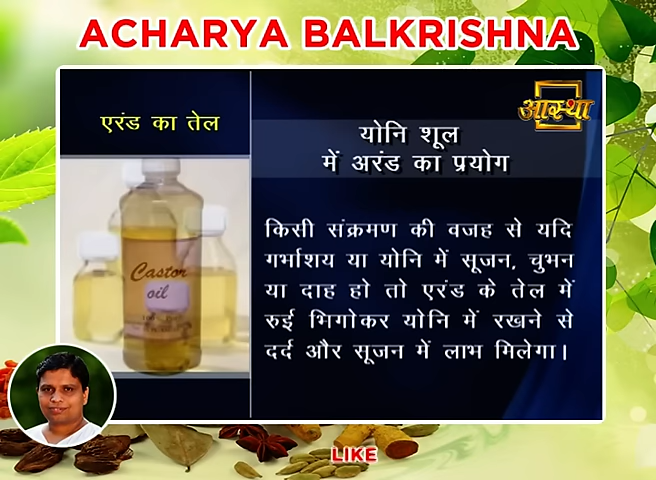 ACHARYA BALKRISHNA
आस्था
एरंड का तेल
योनि शूल
में अरंड का प्रयोग
Castor
oil
किसी संक्रमण की वजह से यदि
गर्भाशय या योनि में सूजन, चुभन
या दाह हो तो एरंड के तेल में
रुई भिगोकर योनि में रखने से
दर्द और सूजन में लाभ मिलेगा।
LIKE